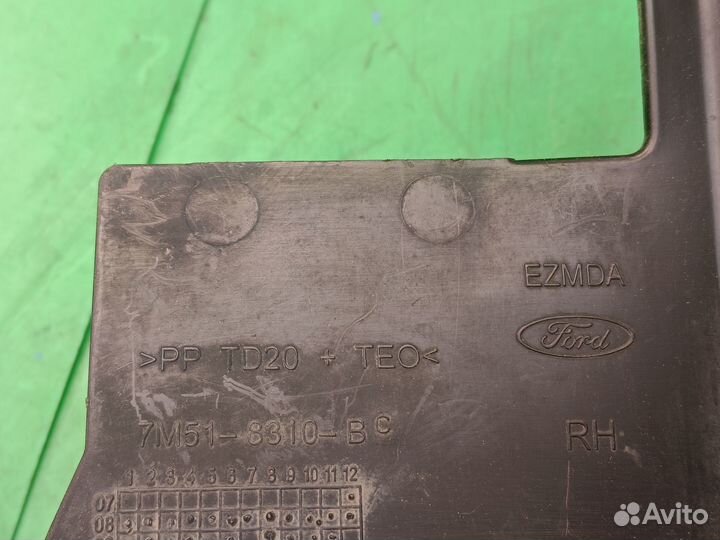 EZMDA
Ford
>PP TD20 + TEO<
7M51-8310-BC
RH
1 2 3 4 5 6 7 8 9 10 11 12
07
08
Avito